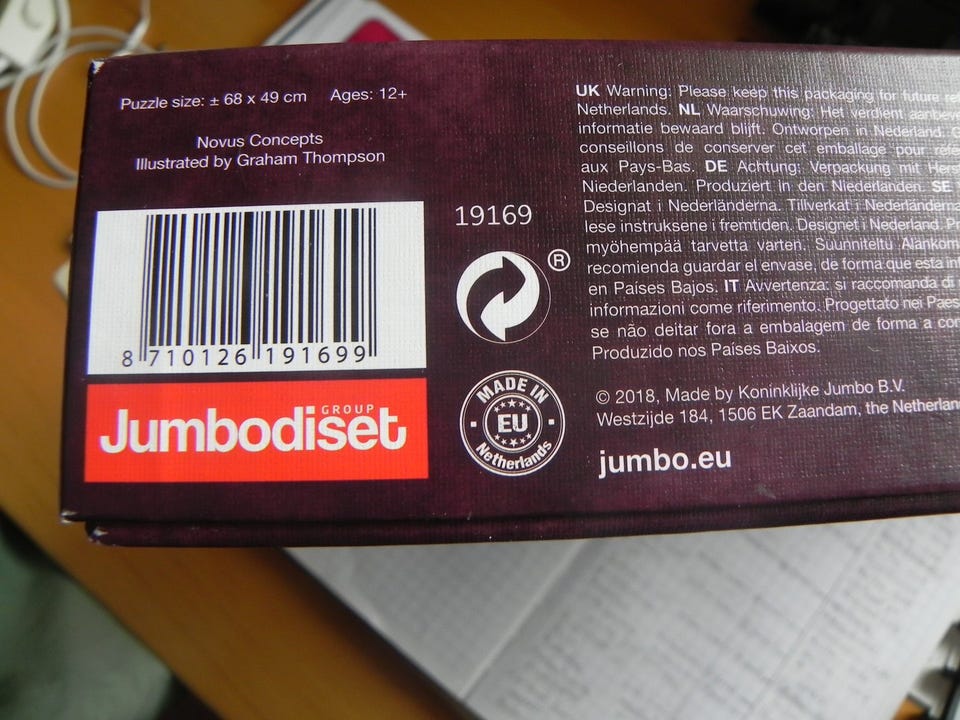 Puzzle size: ± 68 x 49 cm Ages: 12+
Novus Concepts
Illustrated by Graham Thompson
8 710126 191699
GROUP
Jumbodiset
19169
®
MADE IN
EU
Netherlands
UK Warning: Please keep this packaging for future
Netherlands. NL Waarschuwing: Het verdient
informatie bewaard blijft. Ontworpen in Nederland.
conseillons de conserver cet emballage pour
aux Pays-Bas. DE Achtung: Verpackung mit
Niederlanden. Produziert in den Niederlanden. SE
Designat i Nederländerna. Tillverkat i Nederländerna
lese instruksene i fremtiden. Designet i Nederland.
myöhempää tarvetta varten. Suunniteltu
recomienda guardar el envase, de forma que esta
en Países Bajos. IT Avvertenza: si raccomanda di
informazioni come riferimento. Progettato nei
se não deitar fora a embalagem de forma a
Produzido nos Países Baixos.
© 2018, Made by Koninklijke Jumbo B.V.
Westzijde 184, 1506 EK Zaandam, the
jumbo.eu